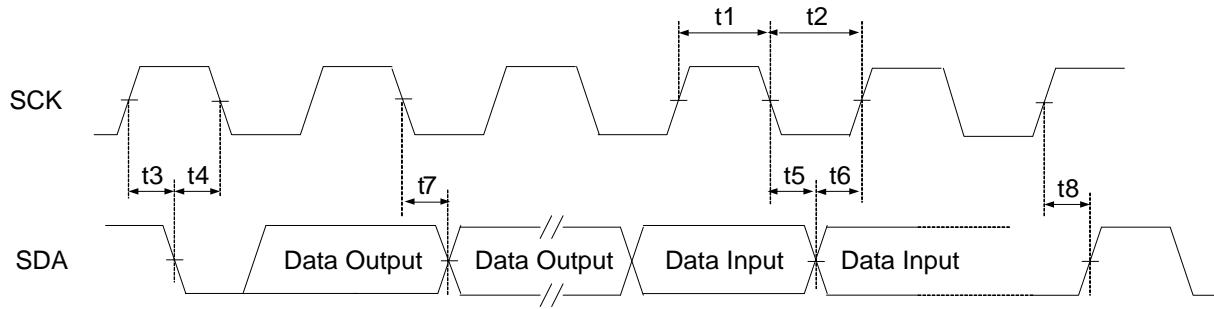 t1 t2
SCK
t3 t4 t7 t5 t6 t8
SDA Data Output Data Output Data Input Data Input